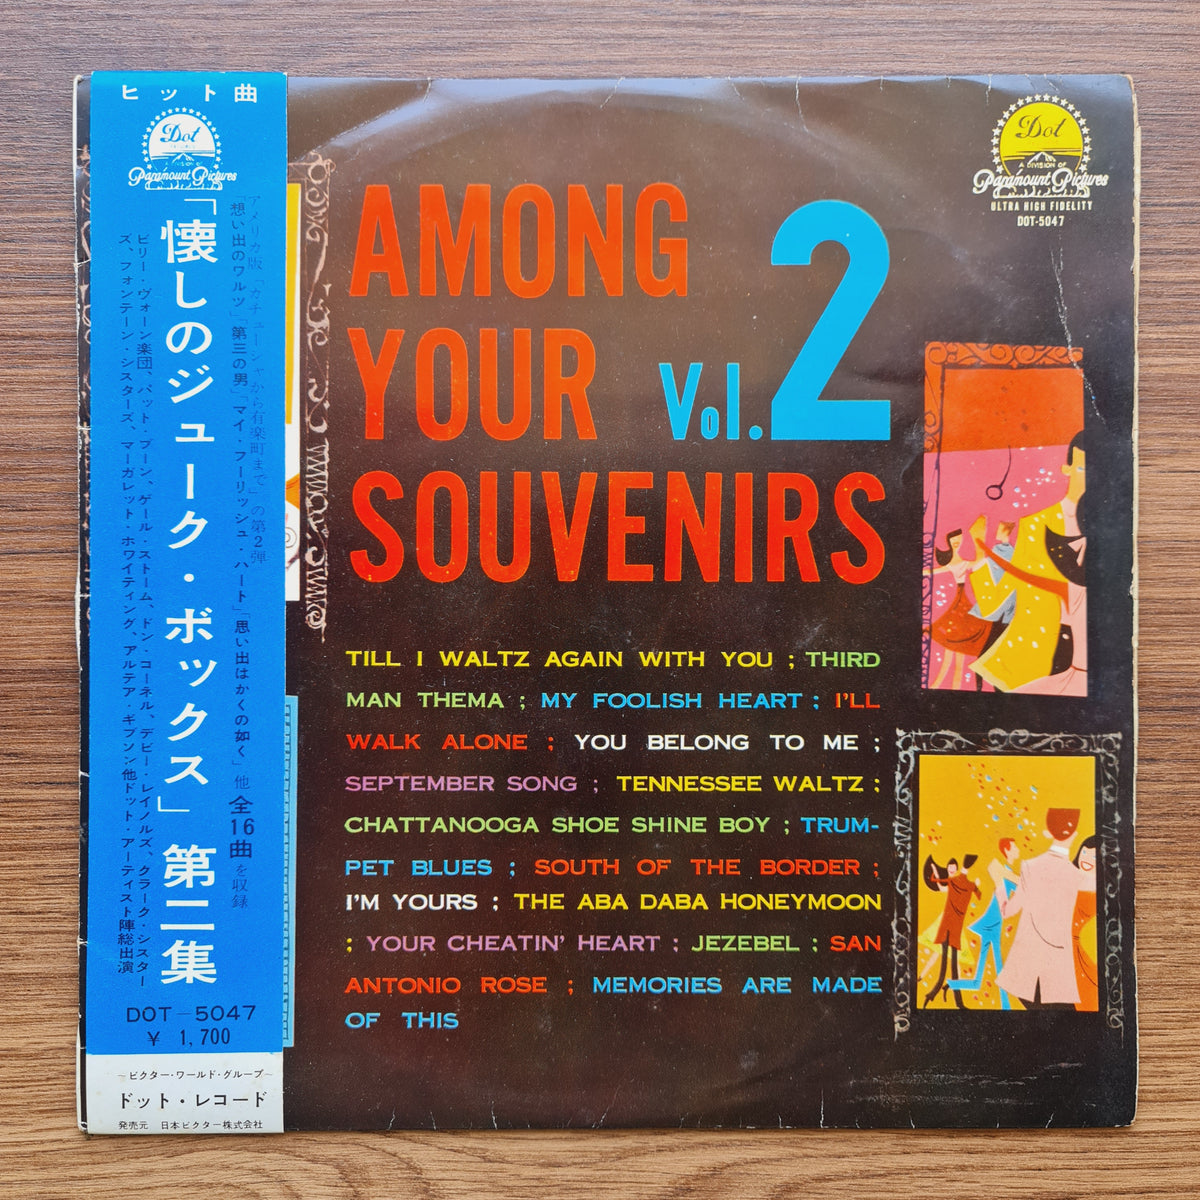 ヒット曲
Dot
RECORDS
Paramount Pictures
アメリカ版「カチューシャから有楽町まで」の第2弾
「想い出のワルツ」「第三の男」「マイ・フーリッシュ・ハート」「思い出はかくの如く」他全16曲を収録
「懐しのジューク・ボックス」第二集
ビリー・ヴォーン楽団、パット・ブーン、ゲール・ストーム、ドン・コーネル、デビー・レイノルズ、クラーク・シスター
ズ、フォンテーン・シスターズ、マーガレット・ホワイティング、アルテア・ギブソン他ドット・アーティスト陣総出演
DOT-5047
¥ 1,700
～ビクター・ワールド・グループ～
ドット・レコード
発売元 日本ビクター株式会社
Dot
A DIVISION OF
Paramount Pictures
ULTRA HIGH FIDELITY
DOT-5047
AMONG
YOUR Vol. 2
SOUVENIRS
TILL I WALTZ AGAIN WITH YOU ; THIRD
MAN THEMA ; MY FOOLISH HEART ; I'LL
WALK ALONE ; YOU BELONG TO ME ;
SEPTEMBER SONG ; TENNESSEE WALTZ ;
CHATTANOOGA SHOE SHINE BOY ; TRUM-
PET BLUES ; SOUTH OF THE BORDER ;
I'M YOURS ; THE ABA DABA HONEYMOON
; YOUR CHEATIN' HEART ; JEZEBEL ; SAN
ANTONIO ROSE ; MEMORIES ARE MADE
OF THIS